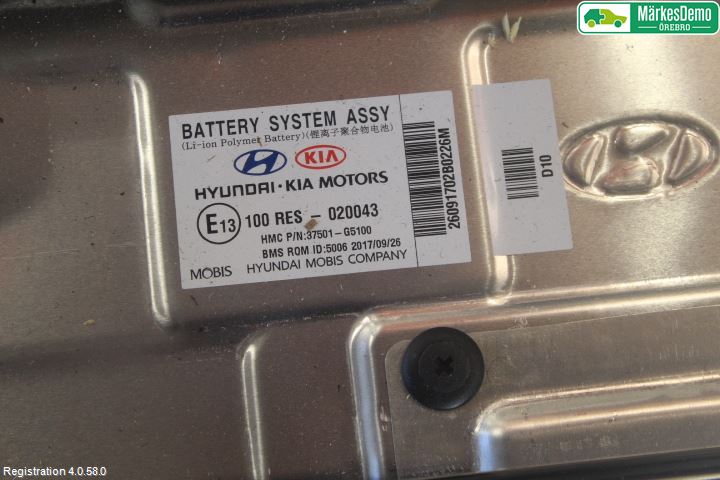 MärkesDemo
ÖREBRO
BATTERY SYSTEM ASSY
(Li-ion Polymer Battery)(锂离子聚合物电池)
KIA
HYUNDAI · KIA MOTORS
E13 100 RES - 020043
HMC P/N:37501-G5100
BMS ROM ID:5006 2017/09/26
MOBIS HYUNDAI MOBIS COMPANY
26091702B0226M
D10
Registration 4.0.58.0